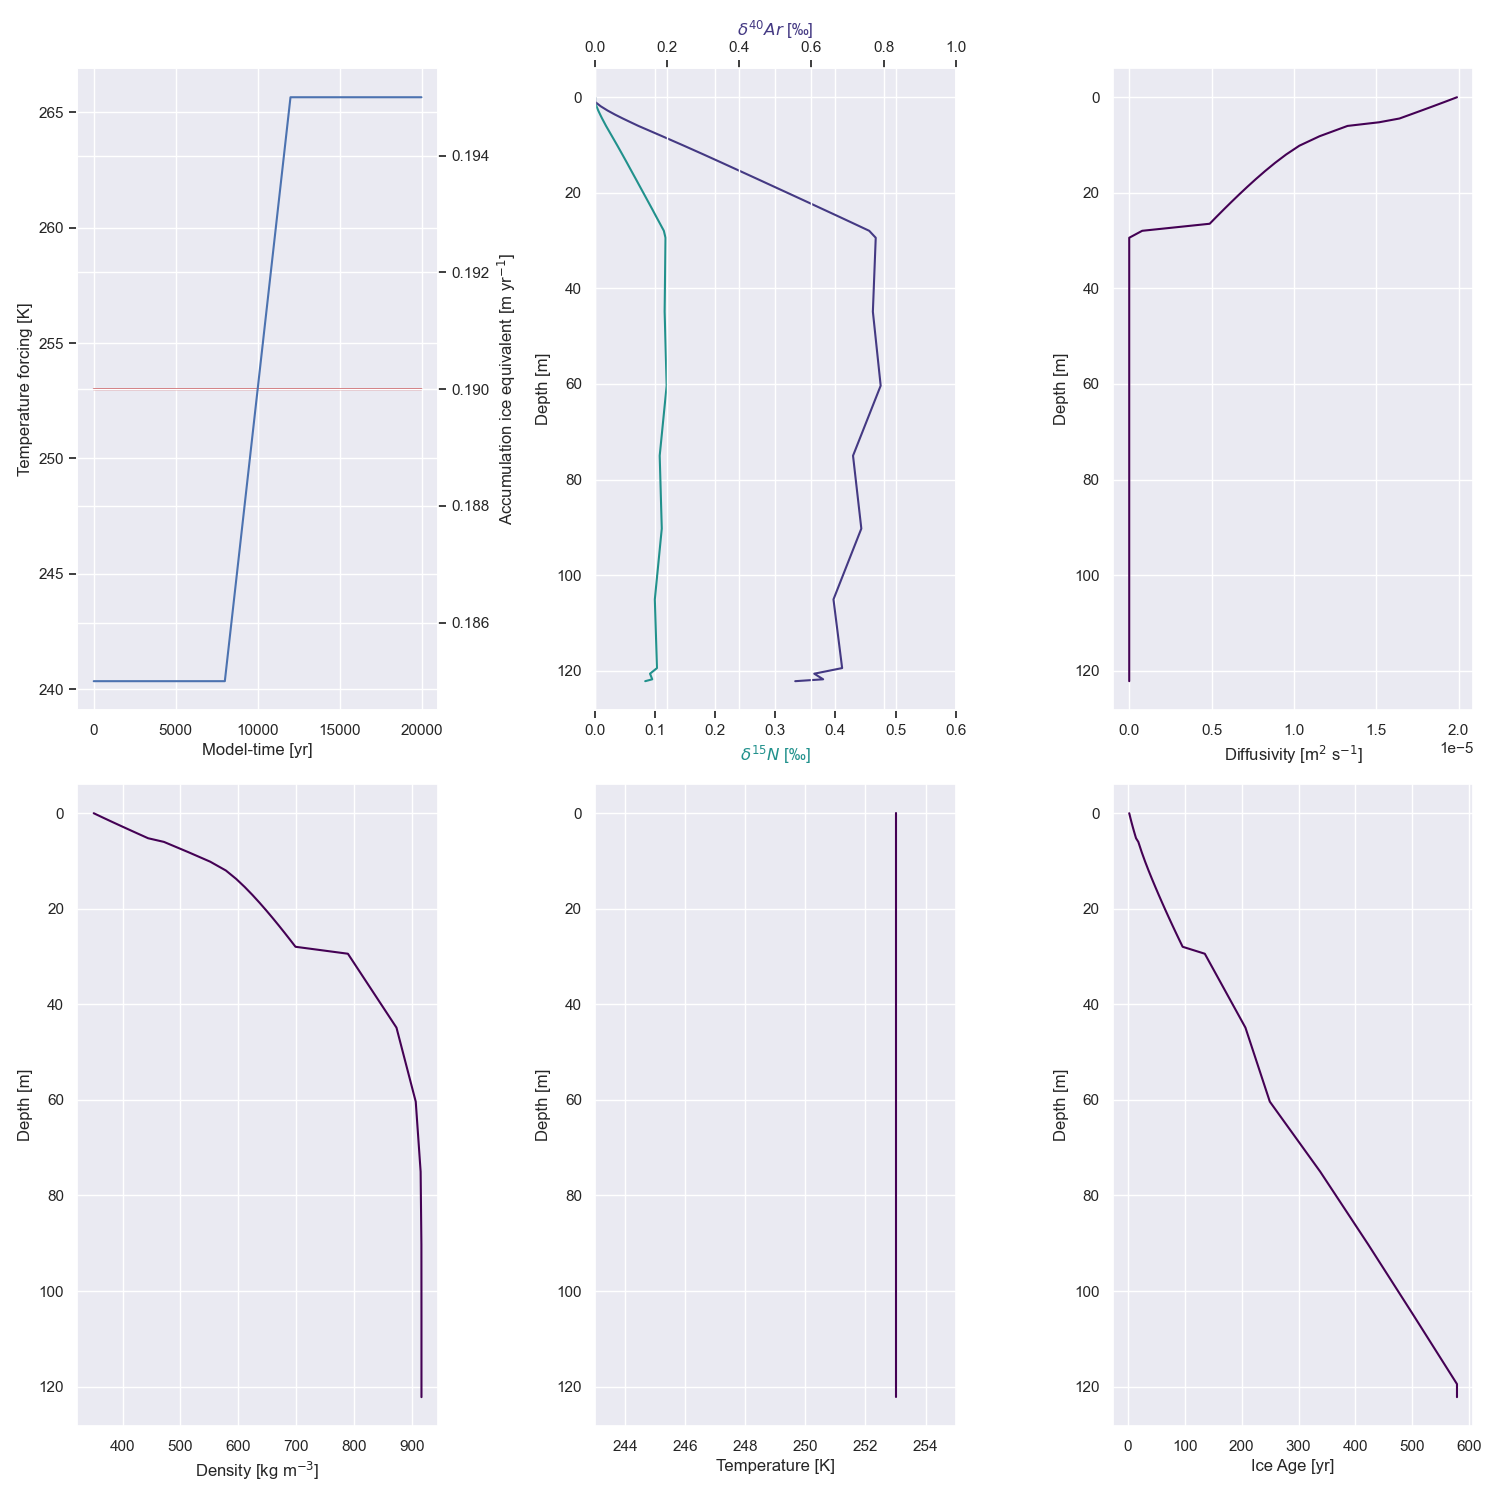 δ⁴⁰Ar [‰]
0.0 0.2 0.4 0.6 0.8 1.0
265
260
255
250
245
240
Temperature forcing [K]
0 5000 10000 15000 20000
Model-time [yr]
0.194
0.192
0.190
0.188
0.186
Accumulation ice equivalent [m yr⁻¹]
0
20
40
60
80
100
120
Depth [m]
0.0 0.1 0.2 0.3 0.4 0.5 0.6
δ¹⁵N [‰]
0
20
40
60
80
100
120
Depth [m]
0.0 0.5 1.0 1.5 2.0
1e−5
Diffusivity [m² s⁻¹]
0
20
40
60
80
100
120
Depth [m]
400 500 600 700 800 900
Density [kg m⁻³]
0
20
40
60
80
100
120
Depth [m]
244 246 248 250 252 254
Temperature [K]
0
20
40
60
80
100
120
Depth [m]
0 100 200 300 400 500 600
Ice Age [yr]